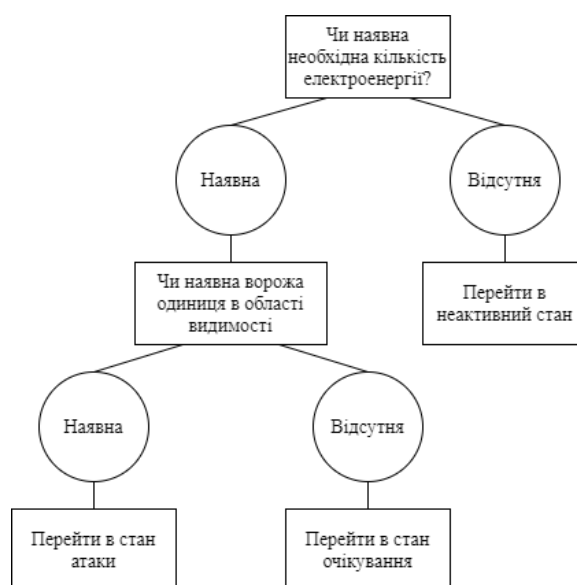 Чи наявна
необхідна кількість
електроенергії?
Наявна
Відсутня
Чи наявна ворожа
одиниця в області
видимості
Перейти в
неактивний стан
Наявна
Відсутня
Перейти в стан
атаки
Перейти в стан
очікування